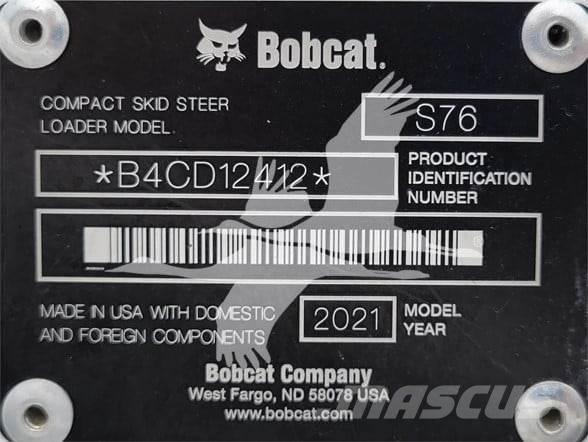 Bobcat.
COMPACT SKID STEER
LOADER MODEL
S76
*B4CD12412*
PRODUCT
IDENTIFICATION
NUMBER
MADE IN USA WITH DOMESTIC
AND FOREIGN COMPONENTS
2021
MODEL
YEAR
Bobcat Company
West Fargo, ND 58078 USA
www.bobcat.com
MASCUS